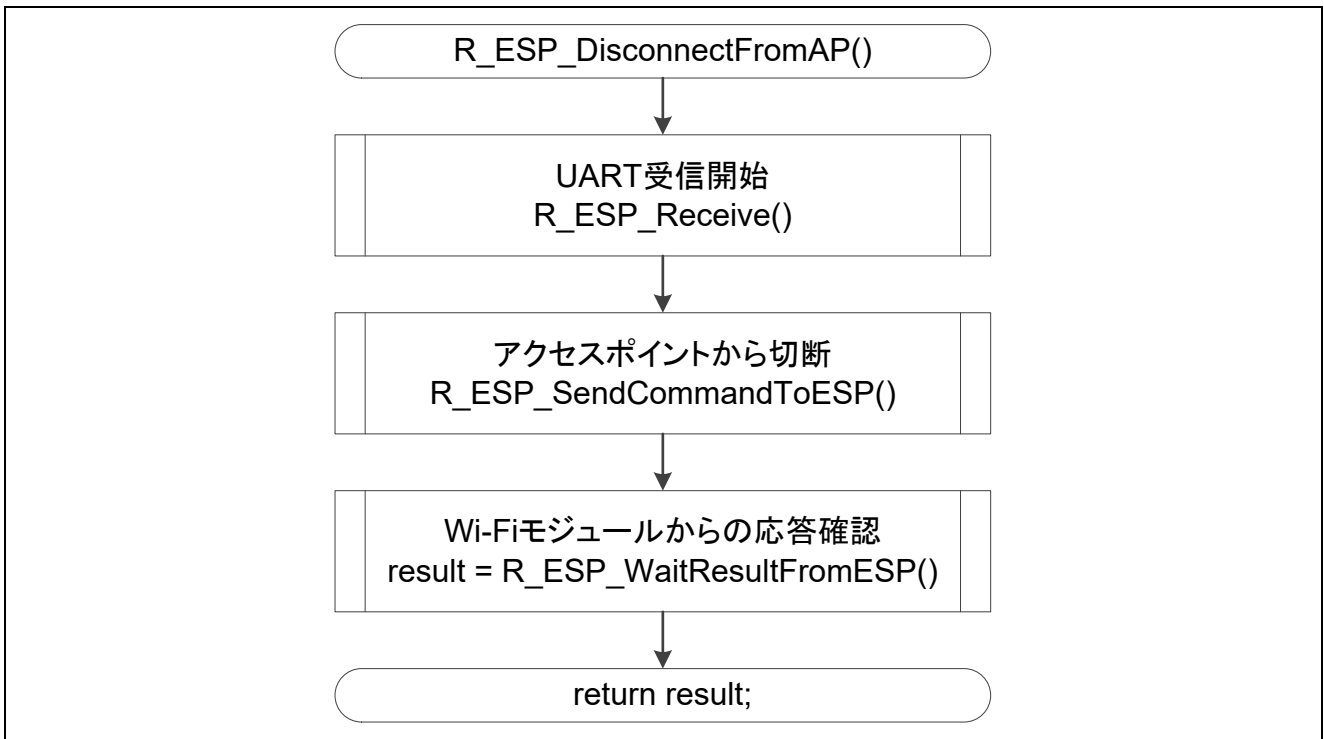 R_ESP_DisconnectFromAP()
UART受信開始
R_ESP_Receive()
アクセスポイントから切断
R_ESP_SendCommandToESP()
Wi-Fiモジュールからの応答確認
result = R_ESP_WaitResultFromESP()
return result;